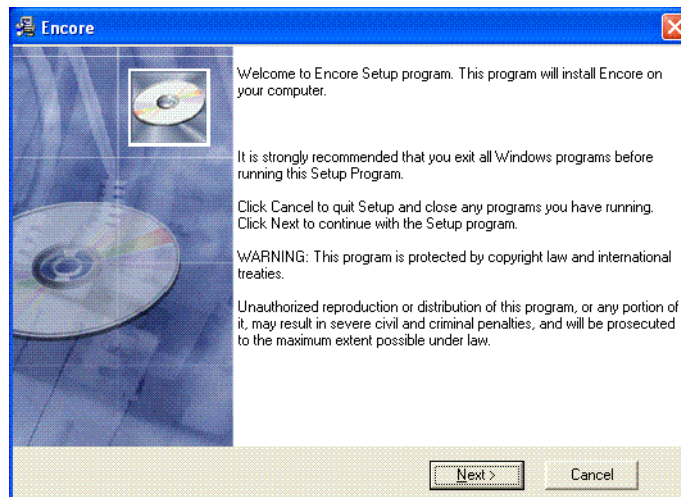 Encore
Welcome to Encore Setup program. This program will install Encore on
your computer.
It is strongly recommended that you exit all Windows programs before
running this Setup Program.
Click Cancel to quit Setup and close any programs you have running.
Click Next to continue with the Setup program.
WARNING: This program is protected by copyright law and international
treaties.
Unauthorized reproduction or distribution of this program, or any portion of
it, may result in severe civil and criminal penalties, and will be prosecuted
to the maximum extent possible under law.
Next >
Cancel